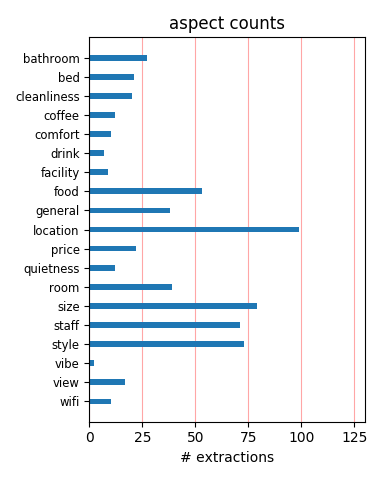 aspect counts
bathroom
bed
cleanliness
coffee
comfort
drink
facility
food
general
location
price
quietness
room
size
staff
style
vibe
view
wifi
0 25 50 75 100 125
# extractions